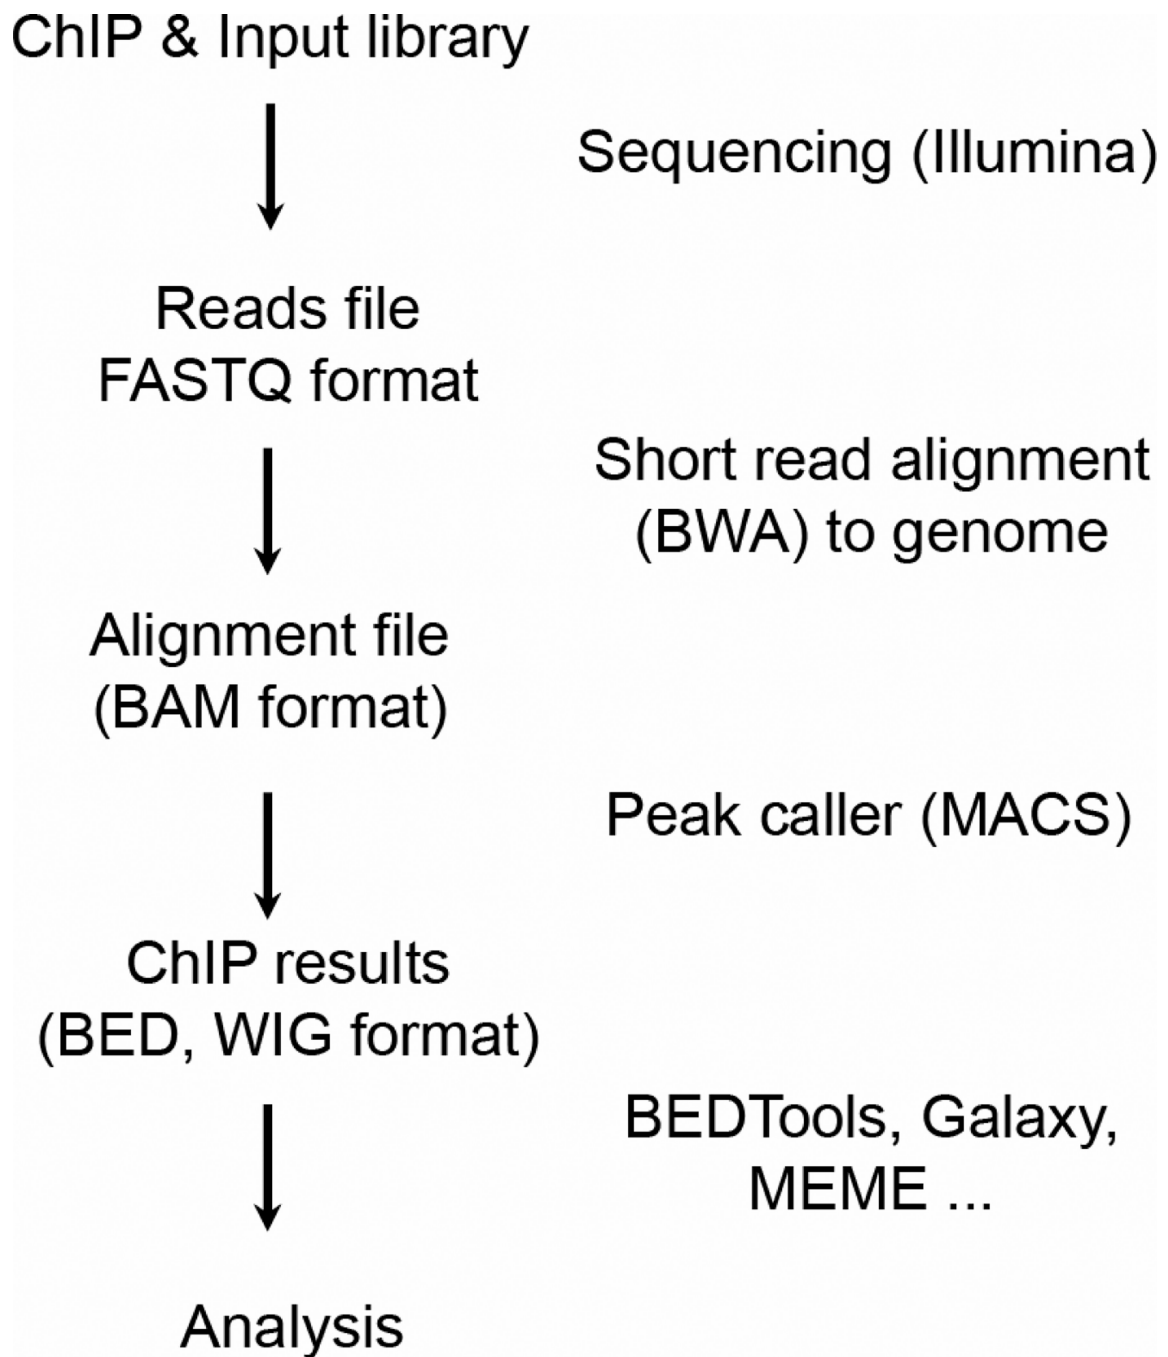 ChIP & Input library
Sequencing (Illumina)
Reads file
FASTQ format
Short read alignment
(BWA) to genome
Alignment file
(BAM format)
Peak caller (MACS)
ChIP results
(BED, WIG format)
BEDTools, Galaxy,
MEME ...
Analysis